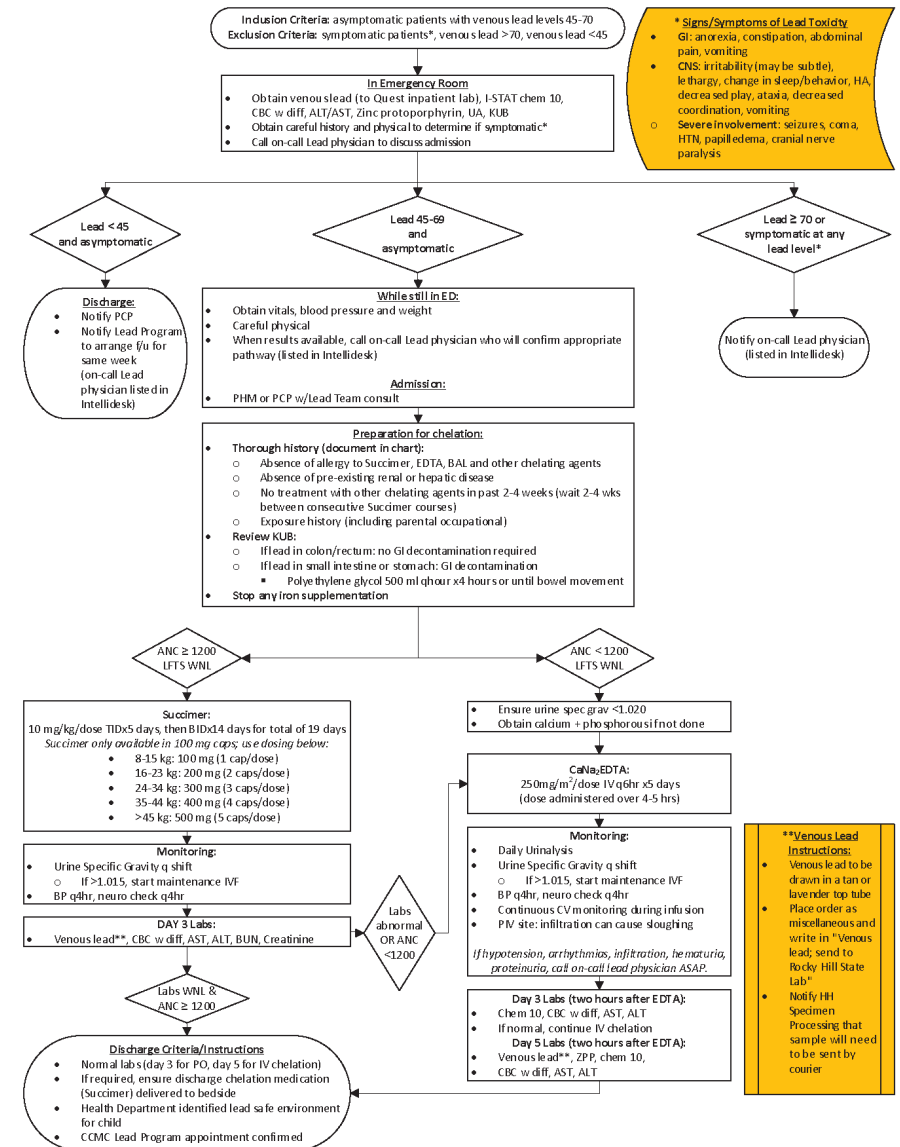 Inclusion Criteria: asymptomatic patients with venous lead levels 45-70
Exclusion Criteria: symptomatic patients*, venous lead >70, venous lead <45
* Signs/Symptoms of Lead Toxicity
• GI: anorexia, constipation, abdominal
pain, vomiting
• CNS: irritability (may be subtle),
lethargy, change in sleep/behavior, HA,
decreased play, ataxia, decreased
coordination, vomiting
o Severe involvement: seizures, coma,
HTN, papilledema, cranial nerve
paralysis
In Emergency Room
• Obtain venous lead (to Quest inpatient lab), I-STAT chem 10,
CBC w diff, ALT/AST, Zinc protoporphyrin, UA, KUB
• Obtain careful history and physical to determine if symptomatic*
• Call on-call Lead physician to discuss admission
Lead < 45
and asymptomatic
Lead 45-69
and
asymptomatic
Lead ≥ 70 or
symptomatic at any
lead level*
Discharge:
• Notify PCP
• Notify Lead Program
to arrange f/u for
same week
(on-call Lead
physician listed in
Intellidesk)
While still in ED:
• Obtain vitals, blood pressure and weight
• Careful physical
• When results available, call on-call Lead physician who will confirm appropriate
pathway (listed in Intellidesk)
Admission:
• PHM or PCP w/Lead Team consult
Notify on-call Lead physician
(listed in Intellidesk)
Preparation for chelation:
• Thorough history (document in chart):
o Absence of allergy to Succimer, EDTA, BAL and other chelating agents
o Absence of pre-existing renal or hepatic disease
o No treatment with other chelating agents in past 2-4 weeks (wait 2-4 wks
between consecutive Succimer courses)
o Exposure history (including parental occupational)
• Review KUB:
o If lead in colon/rectum: no GI decontamination required
o If lead in small intestine or stomach: GI decontamination
▪ Polyethylene glycol 500 ml qhour x4 hours or until bowel movement
• Stop any iron supplementation
ANC ≥ 1200
LFTS WNL
ANC < 1200
LFTS WNL
Succimer:
10 mg/kg/dose TIDx5 days, then BIDx14 days for total of 19 days
Succimer only available in 100 mg caps; use dosing below:
• 8-15 kg: 100 mg (1 cap/dose)
• 16-23 kg: 200 mg (2 caps/dose)
• 24-34 kg: 300 mg (3 caps/dose)
• 35-44 kg: 400 mg (4 caps/dose)
• >45 kg: 500 mg (5 caps/dose)
• Ensure urine spec grav <1.020
• Obtain calcium + phosphorous if not done
CaNa₂EDTA:
250mg/m²/dose IV q6hr x5 days
(dose administered over 4-5 hrs)
Monitoring:
• Urine Specific Gravity q shift
o If >1.015, start maintenance IVF
• BP q4hr, neuro check q4hr
DAY 3 Labs:
• Venous lead**, CBC w diff, AST, ALT, BUN, Creatinine
Labs
abnormal
OR ANC
<1200
Monitoring:
• Daily Urinalysis
• Urine Specific Gravity q shift
o If >1.015, start maintenance IVF
• BP q4hr, neuro check q4hr
• Continuous CV monitoring during infusion
• PIV site: infiltration can cause sloughing
If hypotension, arrhythmias, infiltration, hematuria,
proteinuria, call on-call lead physician ASAP.
**Venous Lead
Instructions:
• Venous lead to be
drawn in a tan or
lavender top tube
• Place order as
miscellaneous and
write in "Venous
lead; send to
Rocky Hill State
Lab"
• Notify HH
Specimen
Processing that
sample will need
to be sent by
courier
Labs WNL &
ANC ≥ 1200
Day 3 Labs (two hours after EDTA):
• Chem 10, CBC w diff, AST, ALT
• If normal, continue IV chelation
Day 5 Labs (two hours after EDTA):
• Venous lead**, ZPP, chem 10,
• CBC w diff, AST, ALT
Discharge Criteria/Instructions
• Normal labs (day 3 for PO, day 5 for IV chelation)
• If required, ensure discharge chelation medication
(Succimer) delivered to bedside
• Health Department identified lead safe environment
for child
• CCMC Lead Program appointment confirmed